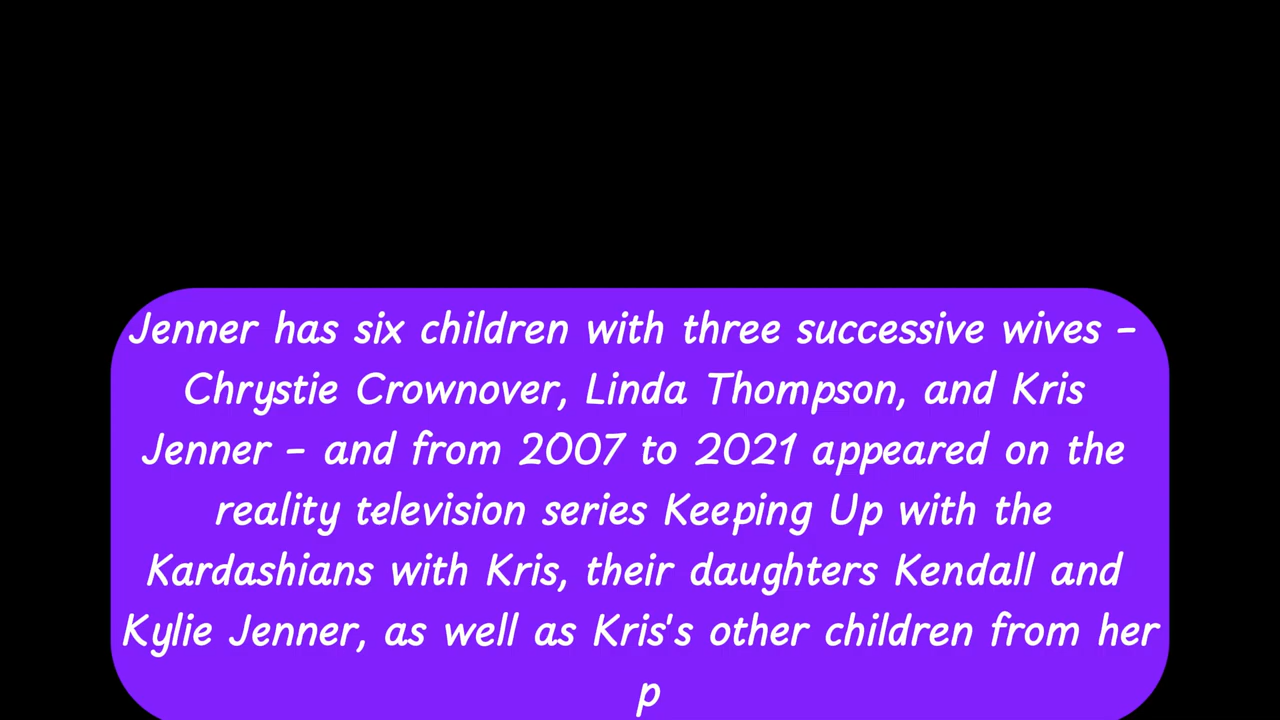 Jenner has six children with three successive wives –
Chrystie Crownover, Linda Thompson, and Kris
Jenner – and from 2007 to 2021 appeared on the
reality television series Keeping Up with the
Kardashians with Kris, their daughters Kendall and
Kylie Jenner, as well as Kris's other children from her
p